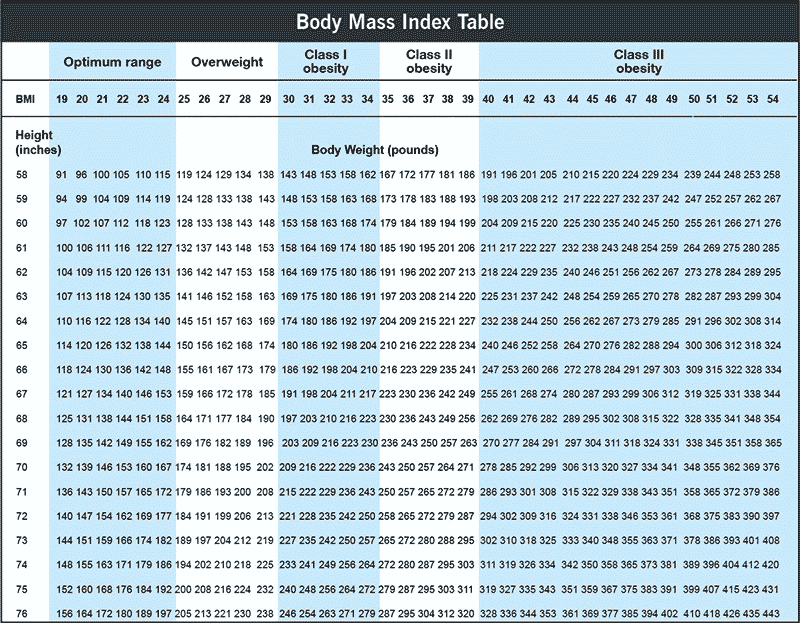 Body Mass Index Table
Optimum range Overweight Class I obesity Class II obesity Class III obesity
BMI 19 20 21 22 23 24 25 26 27 28 29 30 31 32 33 34 35 36 37 38 39 40 41 42 43 44 45 46 47 48 49 50 51 52 53 54
Height (inches) Body Weight (pounds)
58 91 96 100 105 110 115 119 124 129 134 138 143 148 153 158 162 167 172 177 181 186 191 196 201 205 210 215 220 224 229 234 239 244 248 253 258
59 94 99 104 109 114 119 124 128 133 138 143 148 153 158 163 168 173 178 183 188 193 198 203 208 212 217 222 227 232 237 242 247 252 257 262 267
60 97 102 107 112 118 123 128 133 138 143 148 153 158 163 168 174 179 184 189 194 199 204 209 215 220 225 230 235 240 245 250 255 261 266 271 276
61 100 106 111 116 122 127 132 137 143 148 153 158 164 169 174 180 185 190 195 201 206 211 217 222 227 232 238 243 248 254 259 264 269 275 280 285
62 104 109 115 120 126 131 136 142 147 153 158 164 169 175 180 186 191 196 202 207 213 218 224 229 235 240 246 251 256 262 267 273 278 284 289 295
63 107 113 118 124 130 135 141 146 152 158 163 169 175 180 186 191 197 203 208 214 220 225 231 237 242 248 254 259 265 270 278 282 287 293 299 304
64 110 116 122 128 134 140 145 151 157 163 169 174 180 186 192 197 204 209 215 221 227 232 238 244 250 256 262 267 273 279 285 291 296 302 308 314
65 114 120 126 132 138 144 150 156 162 168 174 180 186 192 198 204 210 216 222 228 234 240 246 252 258 264 270 276 282 288 294 300 306 312 318 324
66 118 124 130 136 142 148 155 161 167 173 179 186 192 198 204 210 216 223 229 235 241 247 253 260 266 272 278 284 291 297 303 309 315 322 328 334
67 121 127 134 140 146 153 159 166 172 178 185 191 198 204 211 217 223 230 236 242 249 255 261 268 274 280 287 293 299 306 312 319 325 331 338 344
68 125 131 138 144 151 158 164 171 177 184 190 197 203 210 216 223 230 236 243 249 256 262 269 276 282 289 295 302 308 315 322 328 335 341 348 354
69 128 135 142 149 155 162 169 176 182 189 196 203 209 216 223 230 236 243 250 257 263 270 277 284 291 297 304 311 318 324 331 338 345 351 358 365
70 132 139 146 153 160 167 174 181 188 195 202 209 216 222 229 236 243 250 257 264 271 278 285 292 299 306 313 320 327 334 341 348 355 362 369 376
71 136 143 150 157 165 172 179 186 193 200 208 215 222 229 236 243 250 257 265 272 279 286 293 301 308 315 322 329 338 343 351 358 365 372 379 386
72 140 147 154 162 169 177 184 191 199 206 213 221 228 235 242 250 258 265 272 279 287 294 302 309 316 324 331 338 346 353 361 368 375 383 390 397
73 144 151 159 166 174 182 189 197 204 212 219 227 235 242 250 257 265 272 280 288 295 302 310 318 325 333 340 348 355 363 371 378 386 393 401 408
74 148 155 163 171 179 186 194 202 210 218 225 233 241 249 256 264 272 280 287 295 303 311 319 326 334 342 350 358 365 373 381 389 396 404 412 420
75 152 160 168 176 184 192 200 208 216 224 232 240 248 256 264 272 279 287 295 303 311 319 327 335 343 351 359 367 375 383 391 399 407 415 423 431
76 156 164 172 180 189 197 205 213 221 230 238 246 254 263 271 279 287 295 304 312 320 328 336 344 353 361 369 377 385 394 402 410 418 426 435 443